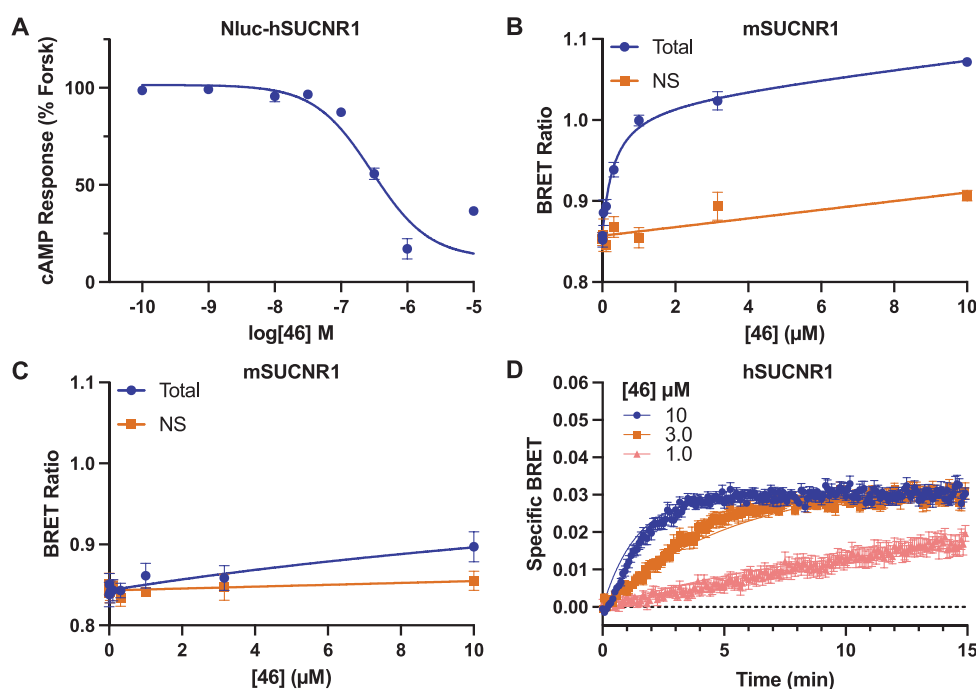 A
Nluc-hSUCNR1
cAMP Response (% Forsk)
100
50
0
-10 -9 -8 -7 -6 -5
log[46] M
B
mSUCNR1
Total
NS
BRET Ratio
1.1
1.0
0.9
0.8
0 2 4 6 8 10
[46] (µM)
C
mSUCNR1
Total
NS
BRET Ratio
1.1
1.0
0.9
0.8
0 2 4 6 8 10
[46] (µM)
D
hSUCNR1
[46] µM
10
3.0
1.0
Specific BRET
0.06
0.05
0.04
0.03
0.02
0.01
0.00
0 5 10 15
Time (min)